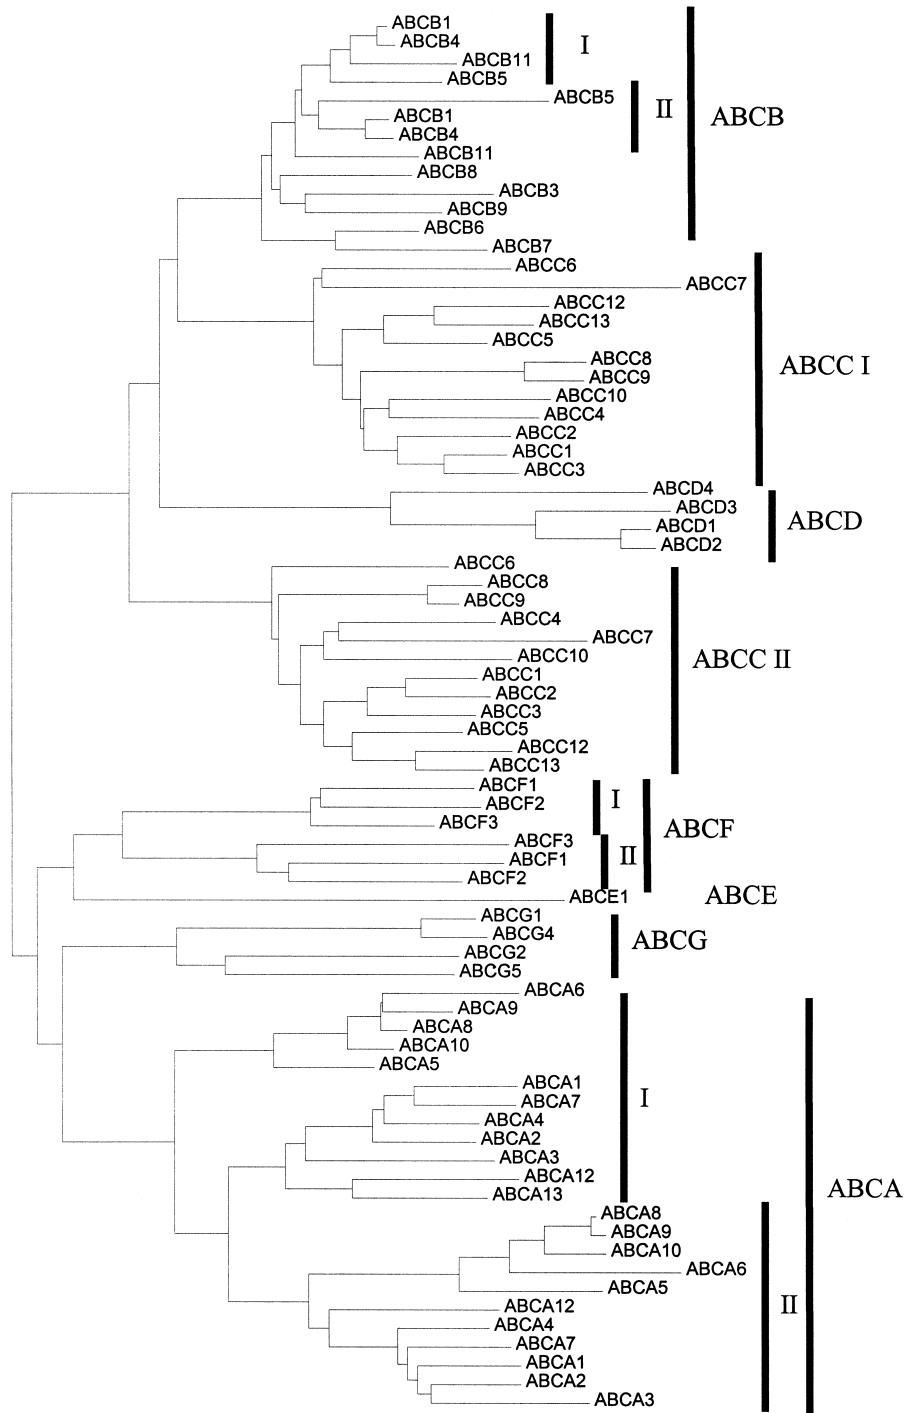 ABCB1
ABCB4
I
ABCB11
ABCB5
ABCB5
II
ABCB
ABCB1
ABCB4
ABCB11
ABCB8
ABCB3
ABCB9
ABCB6
ABCB7
ABCC6
ABCC7
ABCC12
ABCC13
ABCC5
ABCC8
ABCC I
ABCC9
ABCC10
ABCC4
ABCC2
ABCC1
ABCC3
ABCD4
ABCD3
ABCD
ABCD1
ABCD2
ABCC6
ABCC8
ABCC9
ABCC4
ABCC7
ABCC10
ABCC II
ABCC1
ABCC2
ABCC3
ABCC5
ABCC12
ABCC13
ABCF1
I
ABCF2
ABCF3
ABCF
ABCF3
II
ABCF1
ABCF2
ABCE1
ABCE
ABCG1
ABCG4
ABCG
ABCG2
ABCG5
ABCA6
ABCA9
ABCA8
ABCA10
ABCA5
ABCA1
I
ABCA7
ABCA4
ABCA2
ABCA3
ABCA12
ABCA
ABCA13
ABCA8
ABCA9
ABCA10
ABCA6
ABCA5
II
ABCA12
ABCA4
ABCA7
ABCA1
ABCA2
ABCA3